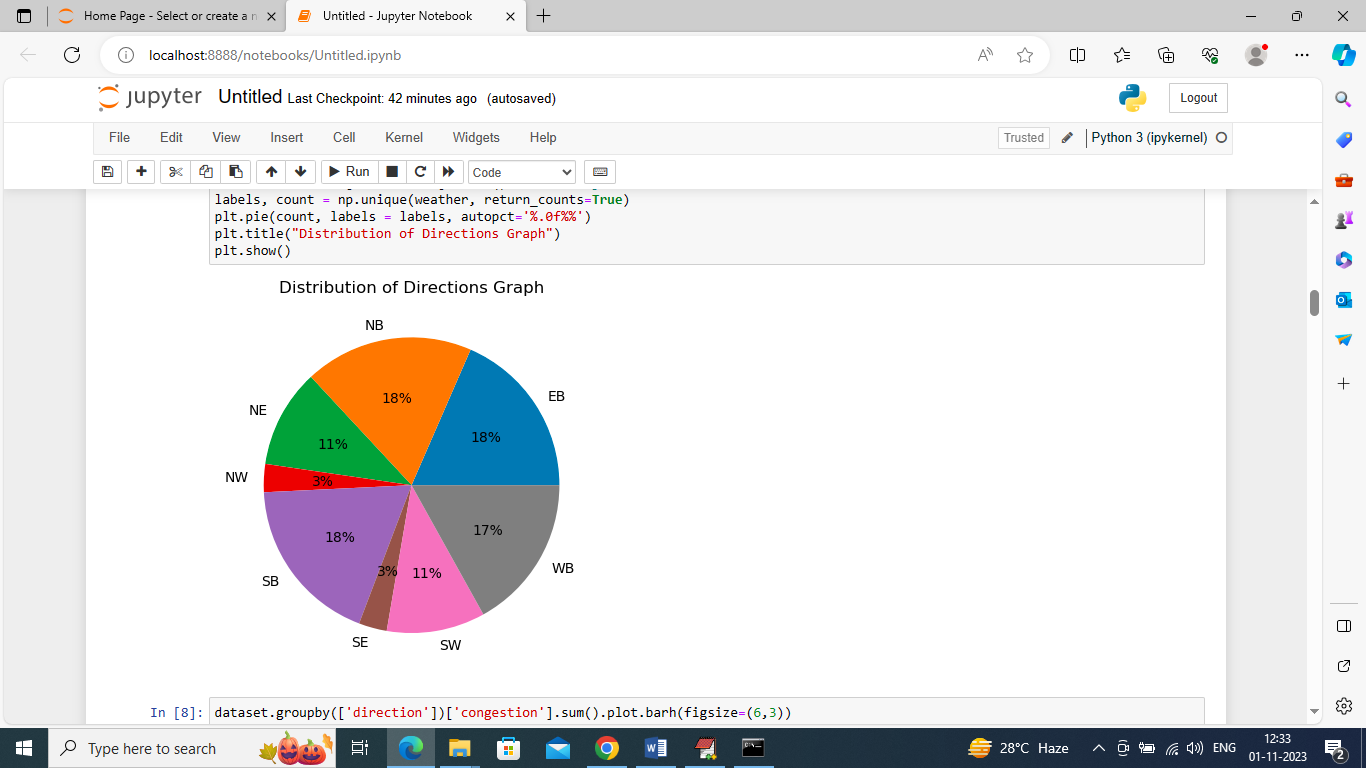 Home Page - Select or create a n
Untitled - Jupyter Notebook
localhost:8888/notebooks/Untitled.ipynb
jupyter Untitled Last Checkpoint: 42 minutes ago (autosaved)
Logout
File Edit View Insert Cell Kernel Widgets Help
Trusted
Python 3 (ipykernel)
Run
Code
labels, count = np.unique(weather, return_counts=True)
plt.pie(count, labels = labels, autopct='%.0f%%')
plt.title("Distribution of Directions Graph")
plt.show()
Distribution of Directions Graph
NB
EB
18%
NE
18%
11%
NW
3%
17%
18%
WB
3%
11%
SB
SE
SW
In [8]: dataset.groupby(['direction'])['congestion'].sum().plot.barh(figsize=(6,3))
Type here to search
28°C Haze
ENG
12:33
01-11-2023
2